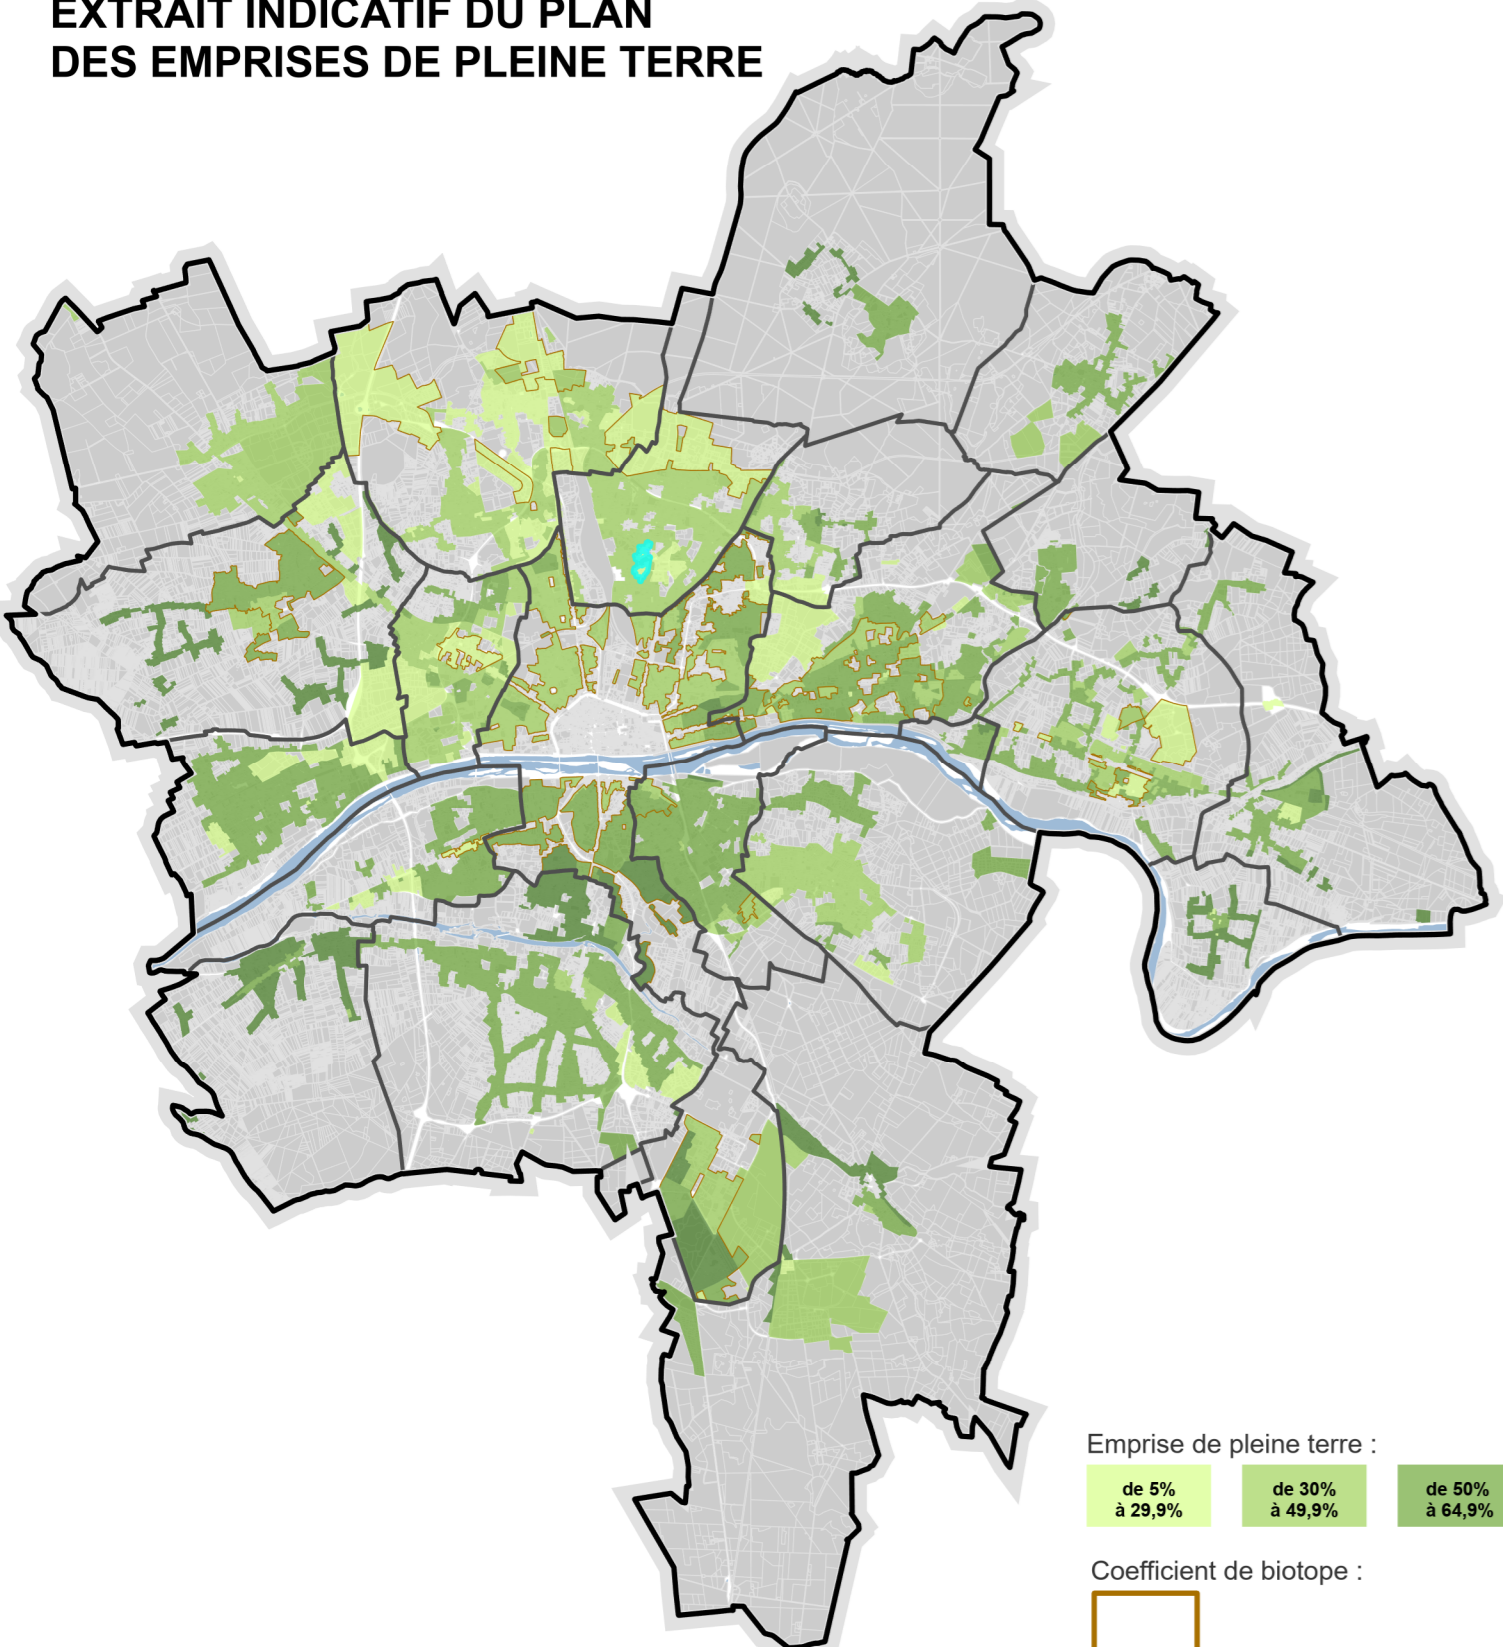 EXTRAIT INDICATIF DU PLAN
DES EMPRISES DE PLEINE TERRE
Emprise de pleine terre :
de 5%
à 29,9%
de 30%
à 49,9%
de 50%
à 64,9%
Coefficient de biotope :